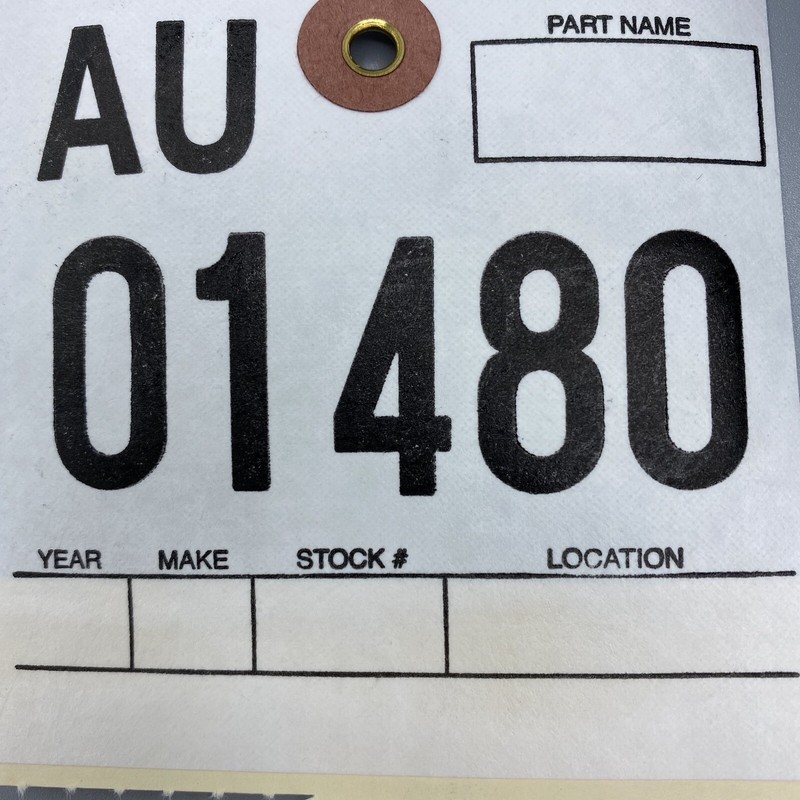 AU
PART NAME
01480
YEAR MAKE STOCK # LOCATION